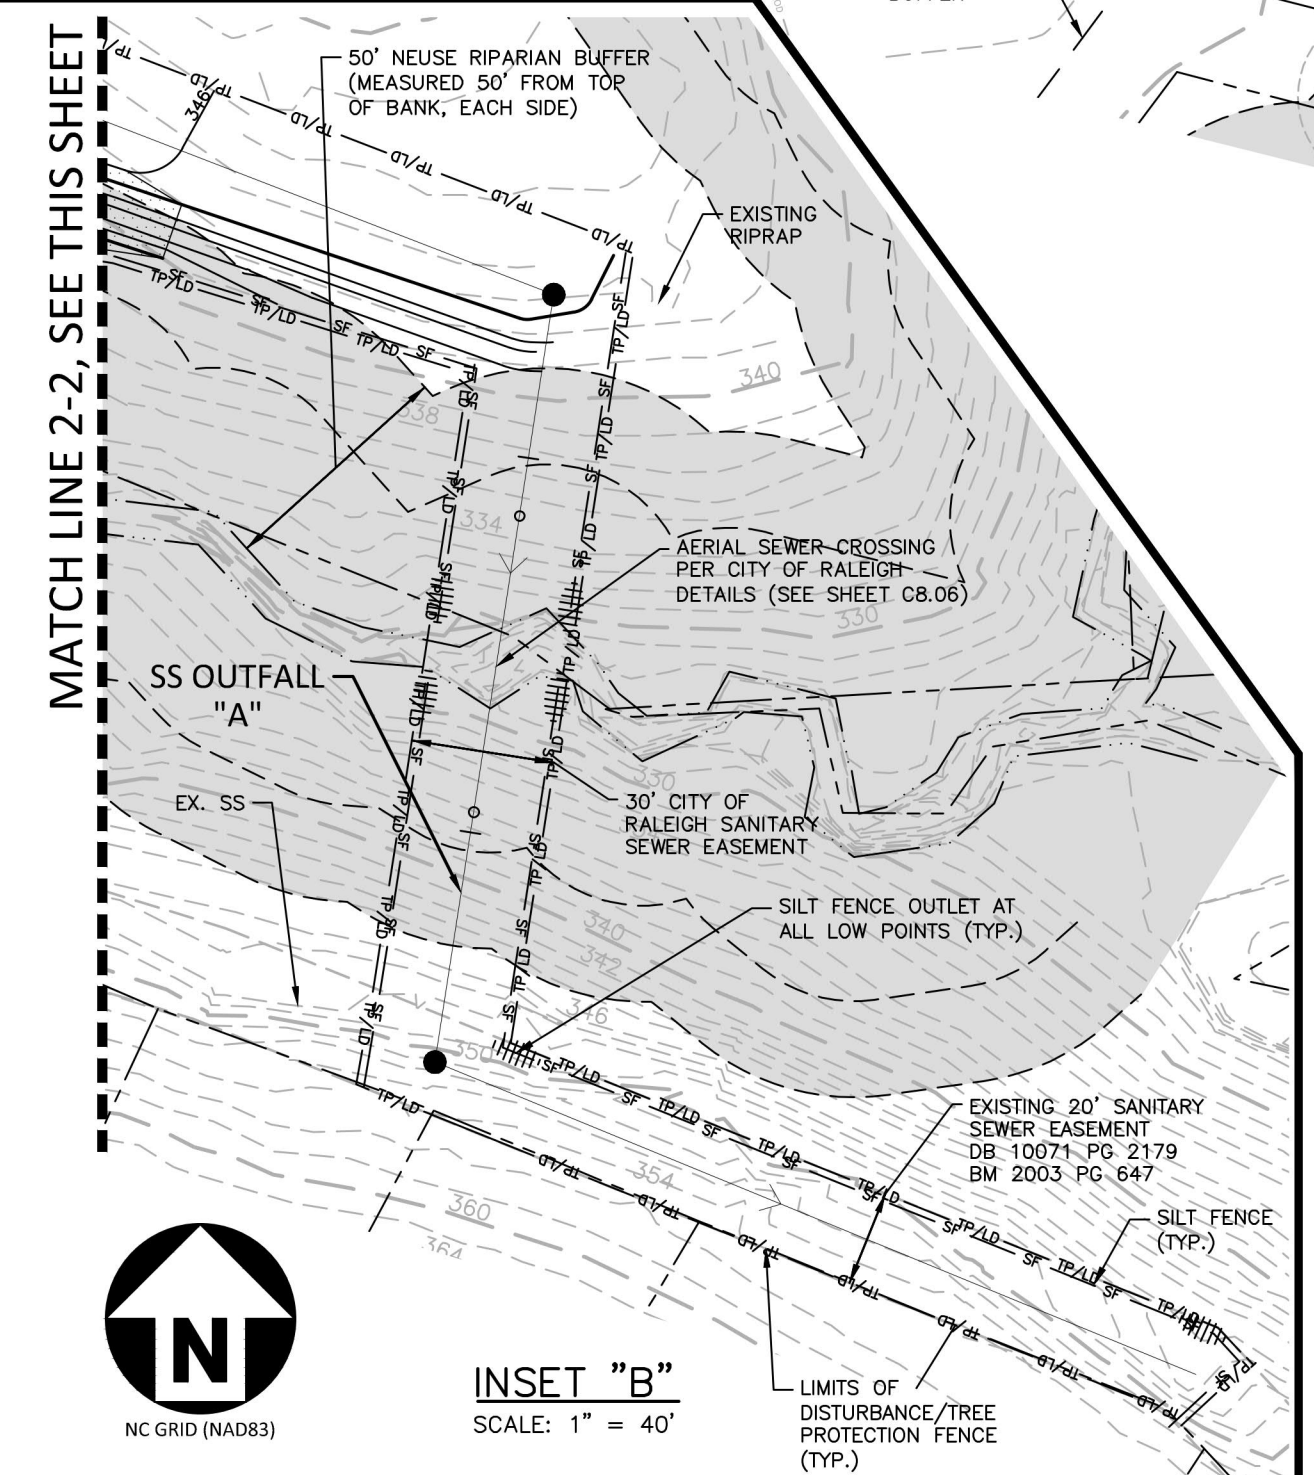 MATCH LINE 2-2, SEE THIS SHEET
50' NEUSE RIPARIAN BUFFER
(MEASURED 50' FROM TOP
OF BANK, EACH SIDE)
346
EXISTING
RIPRAP
340
338
334
AERIAL SEWER CROSSING
PER CITY OF RALEIGH
DETAILS (SEE SHEET C8.06)
330
SS OUTFALL
"A"
EX. SS
330
30' CITY OF
RALEIGH SANITARY
SEWER EASEMENT
SILT FENCE OUTLET AT
ALL LOW POINTS (TYP.)
340
342
346
350
EXISTING 20' SANITARY
SEWER EASEMENT
DB 10071 PG 2179
BM 2003 PG 647
354
360
364
SILT FENCE
(TYP.)
TP/LD
SF
N
NC GRID (NAD83)
INSET "B"
SCALE: 1" = 40'
LIMITS OF
DISTURBANCE/TREE
PROTECTION FENCE
(TYP.)